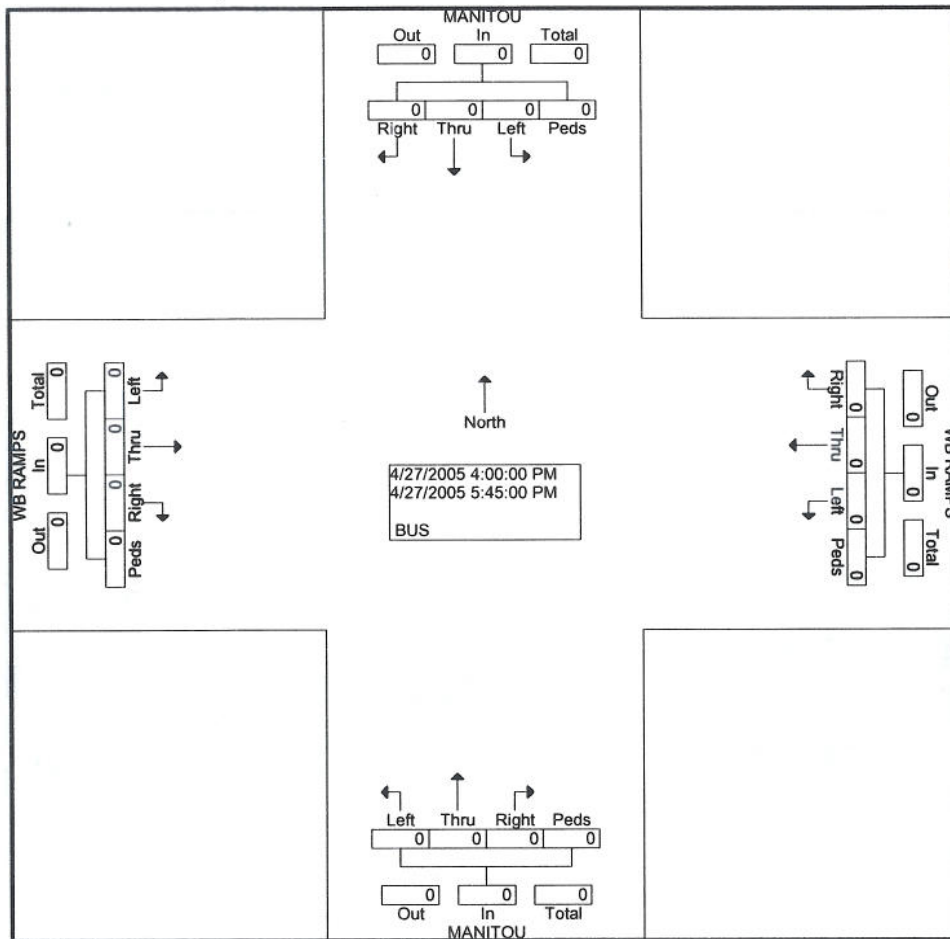 MANITOU
Out In Total
0 0 0
0 0 0 0
Right Thru Left Peds
WB RAMPS
Total In Out
0 0 0
0 0 0 0
Left Thru Right Peds
North
4/27/2005 4:00:00 PM
4/27/2005 5:45:00 PM
BUS
Right Thru Left Peds
0 0 0 0
Out In Total
0 0 0
WB RAMPS
Left Thru Right Peds
0 0 0 0
0 0 0
Out In Total
MANITOU